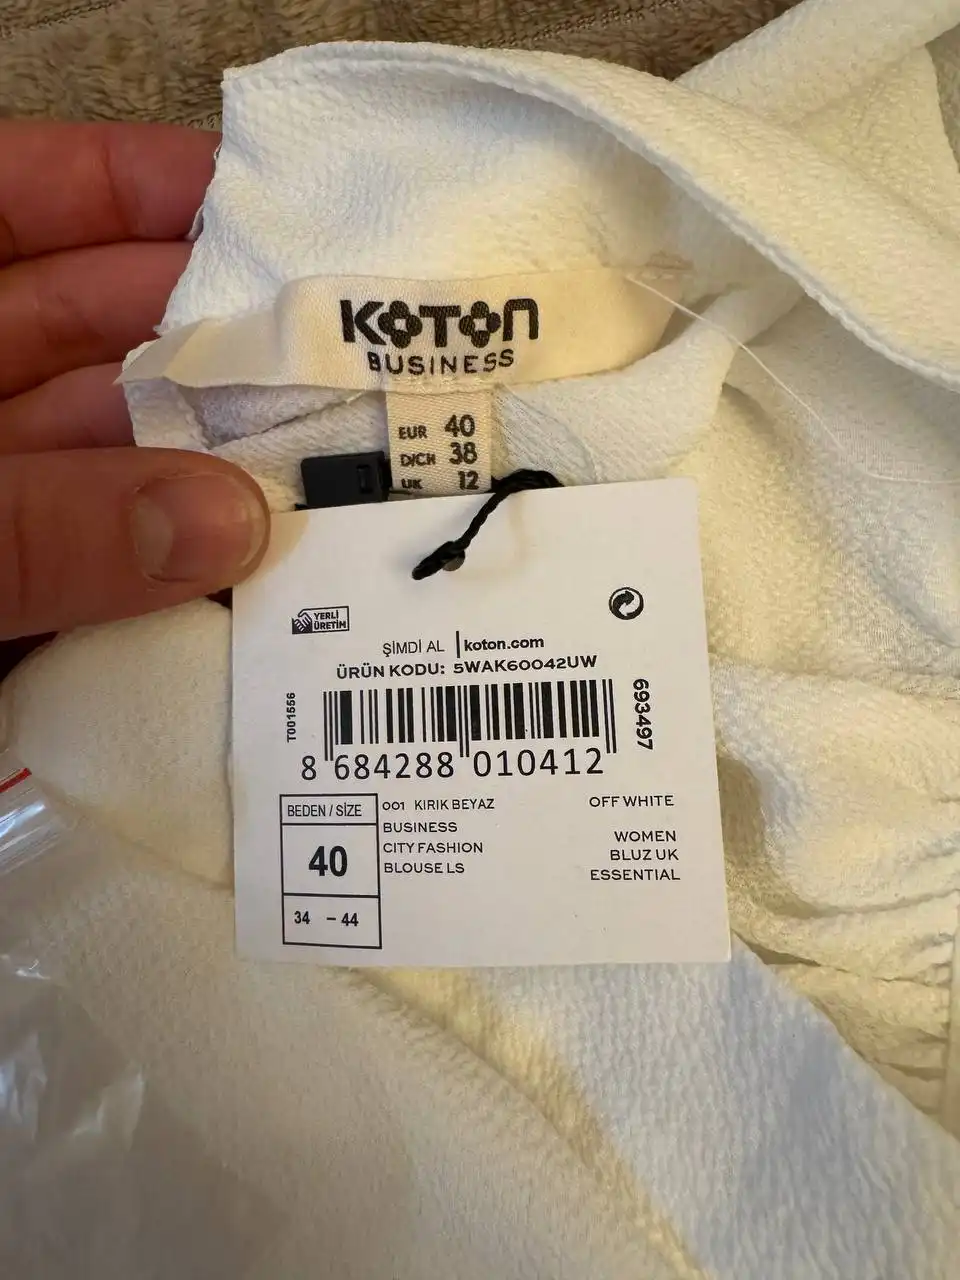 KOTON
BUSINESS
EUR 40
D/CH 38
UK 12
YERLİ
ÜRETİM
ŞİMDİ AL | koton.com
ÜRÜN KODU: 5WAK60042UW
T001556
693497
8 684288 010412
BEDEN / SIZE
40
34 - 44
001 KIRIK BEYAZ
OFF WHITE
BUSINESS
CITY FASHION
BLOUSE LS
WOMEN
BLUZ UK
ESSENTIAL